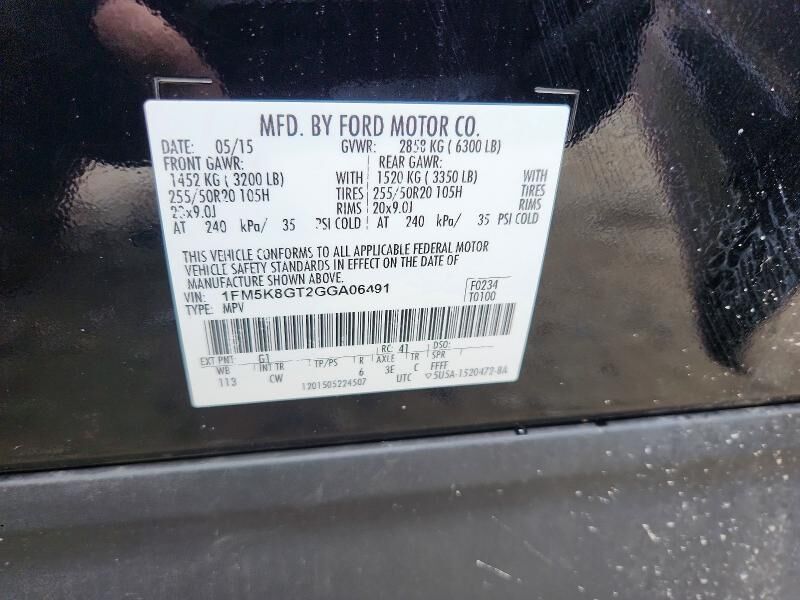 MFD. BY FORD MOTOR CO.
DATE: 05/15 GVWR: 2858 KG ( 6300 LB)
FRONT GAWR: REAR GAWR:
1452 KG ( 3200 LB) WITH 1520 KG ( 3350 LB) WITH
255/50R20 105H TIRES 255/50R20 105H TIRES
20x9.0J RIMS 20x9.0J RIMS
AT 240 kPa/ 35 PSI COLD AT 240 kPa/ 35 PSI COLD
THIS VEHICLE CONFORMS TO ALL APPLICABLE FEDERAL MOTOR
VEHICLE SAFETY STANDARDS IN EFFECT ON THE DATE OF
MANUFACTURE SHOWN ABOVE.
VIN: 1FM5K8GT2GGA06491 F0234
TYPE: MPV T0100
EXT PNT: G1 RC: 41 DSO:
WB INT TR TP/PS R AXLE TR SPR
113 CW 6 3E C FFFF
1201505224507 UTC ▽5U5A-1520472-8A